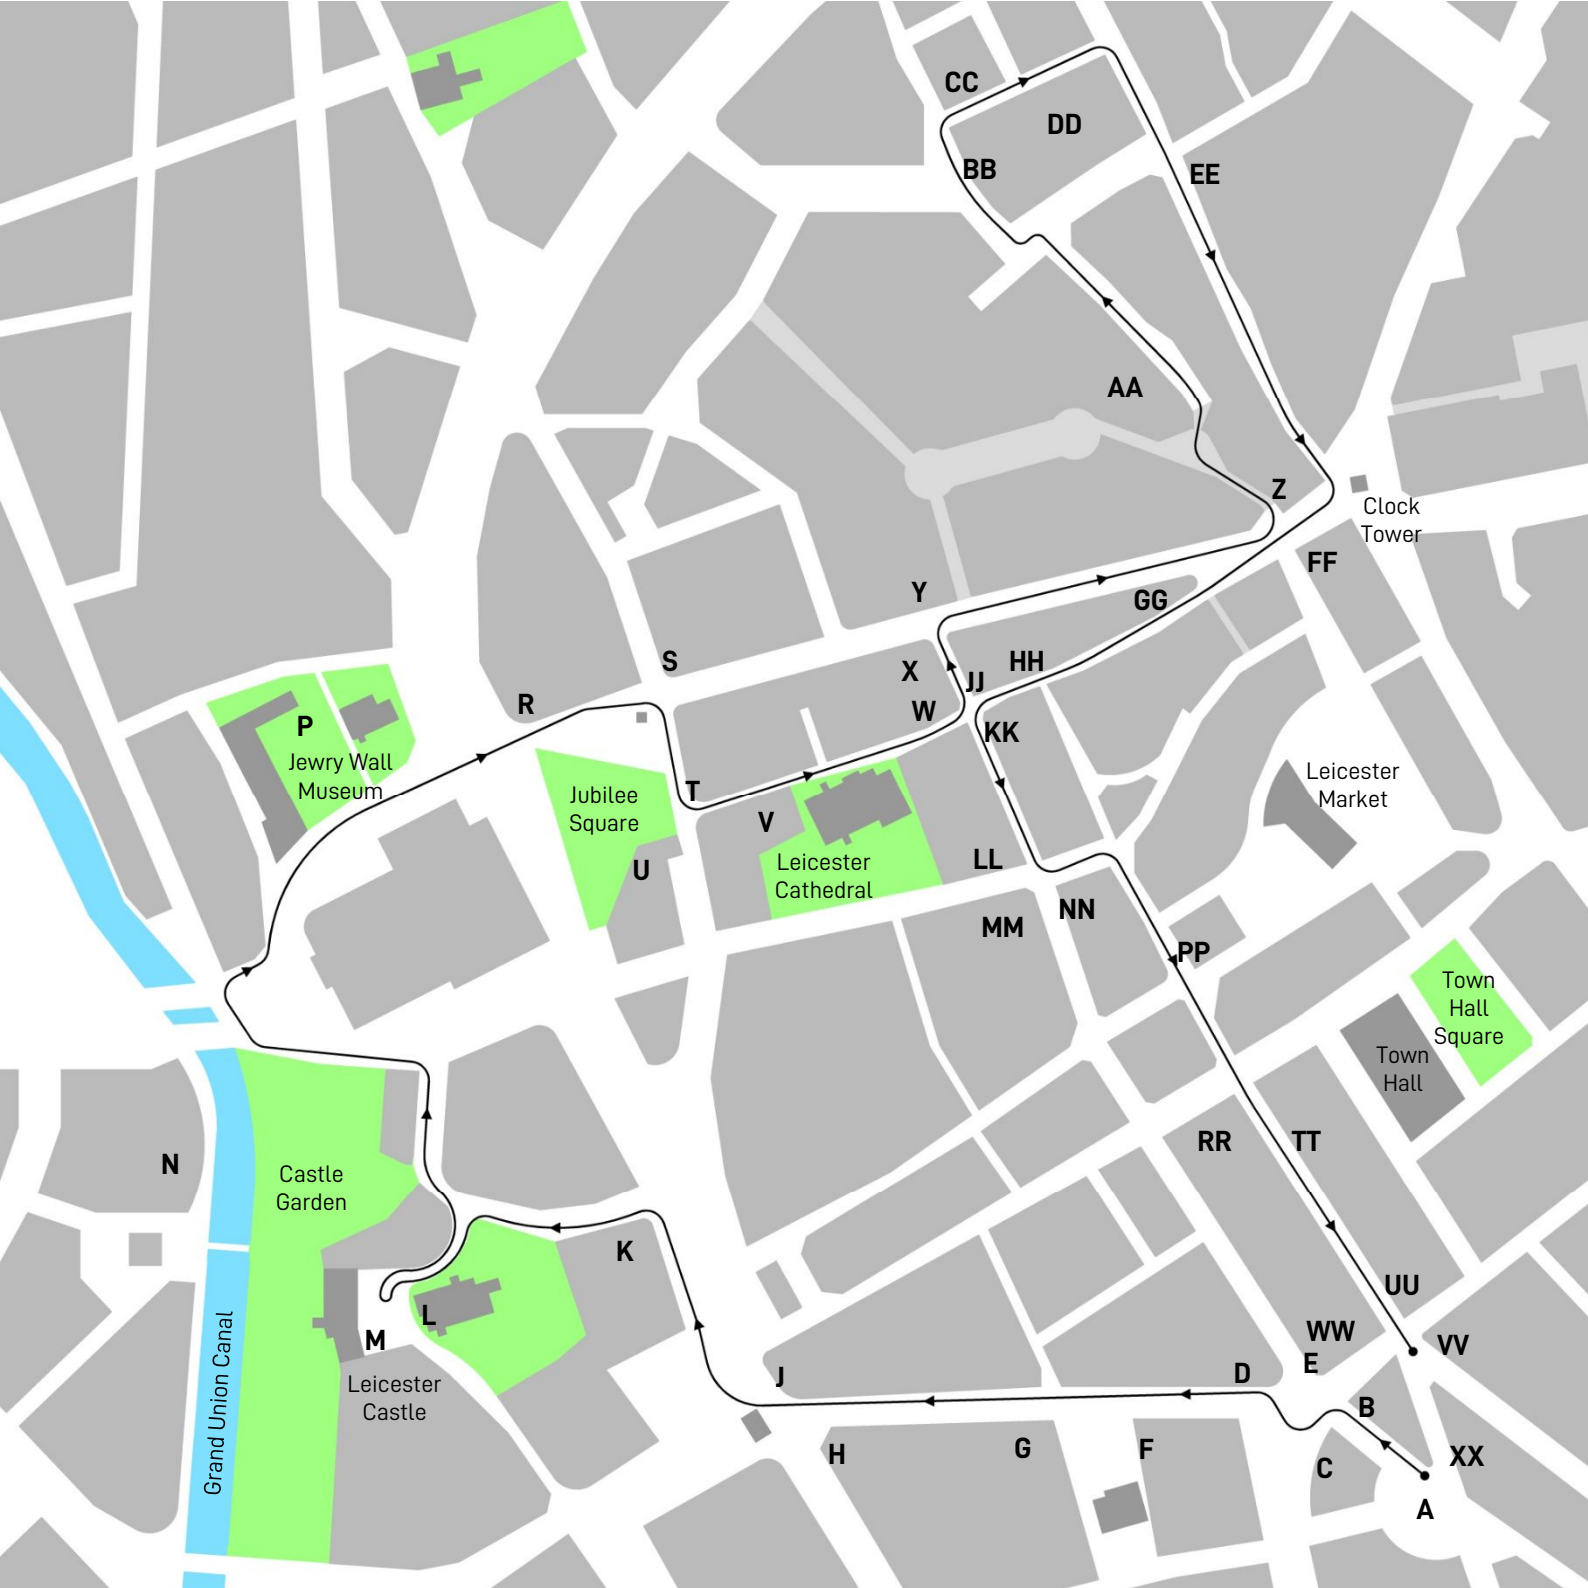 CC
DD
BB
EE
AA
Z
Clock
Tower
FF
Y
GG
S
HH
X
JJ
R
W
P
KK
Jewry Wall
Museum
Leicester
Market
T
Jubilee
Square
V
U
Leicester
Cathedral
LL
NN
MM
PP
Town
Hall
Square
Town
Hall
RR
TT
N
Castle
Garden
K
UU
L
M
WW
VV
E
D
J
Leicester
Castle
B
Grand Union Canal
H
G
F
C
XX
A